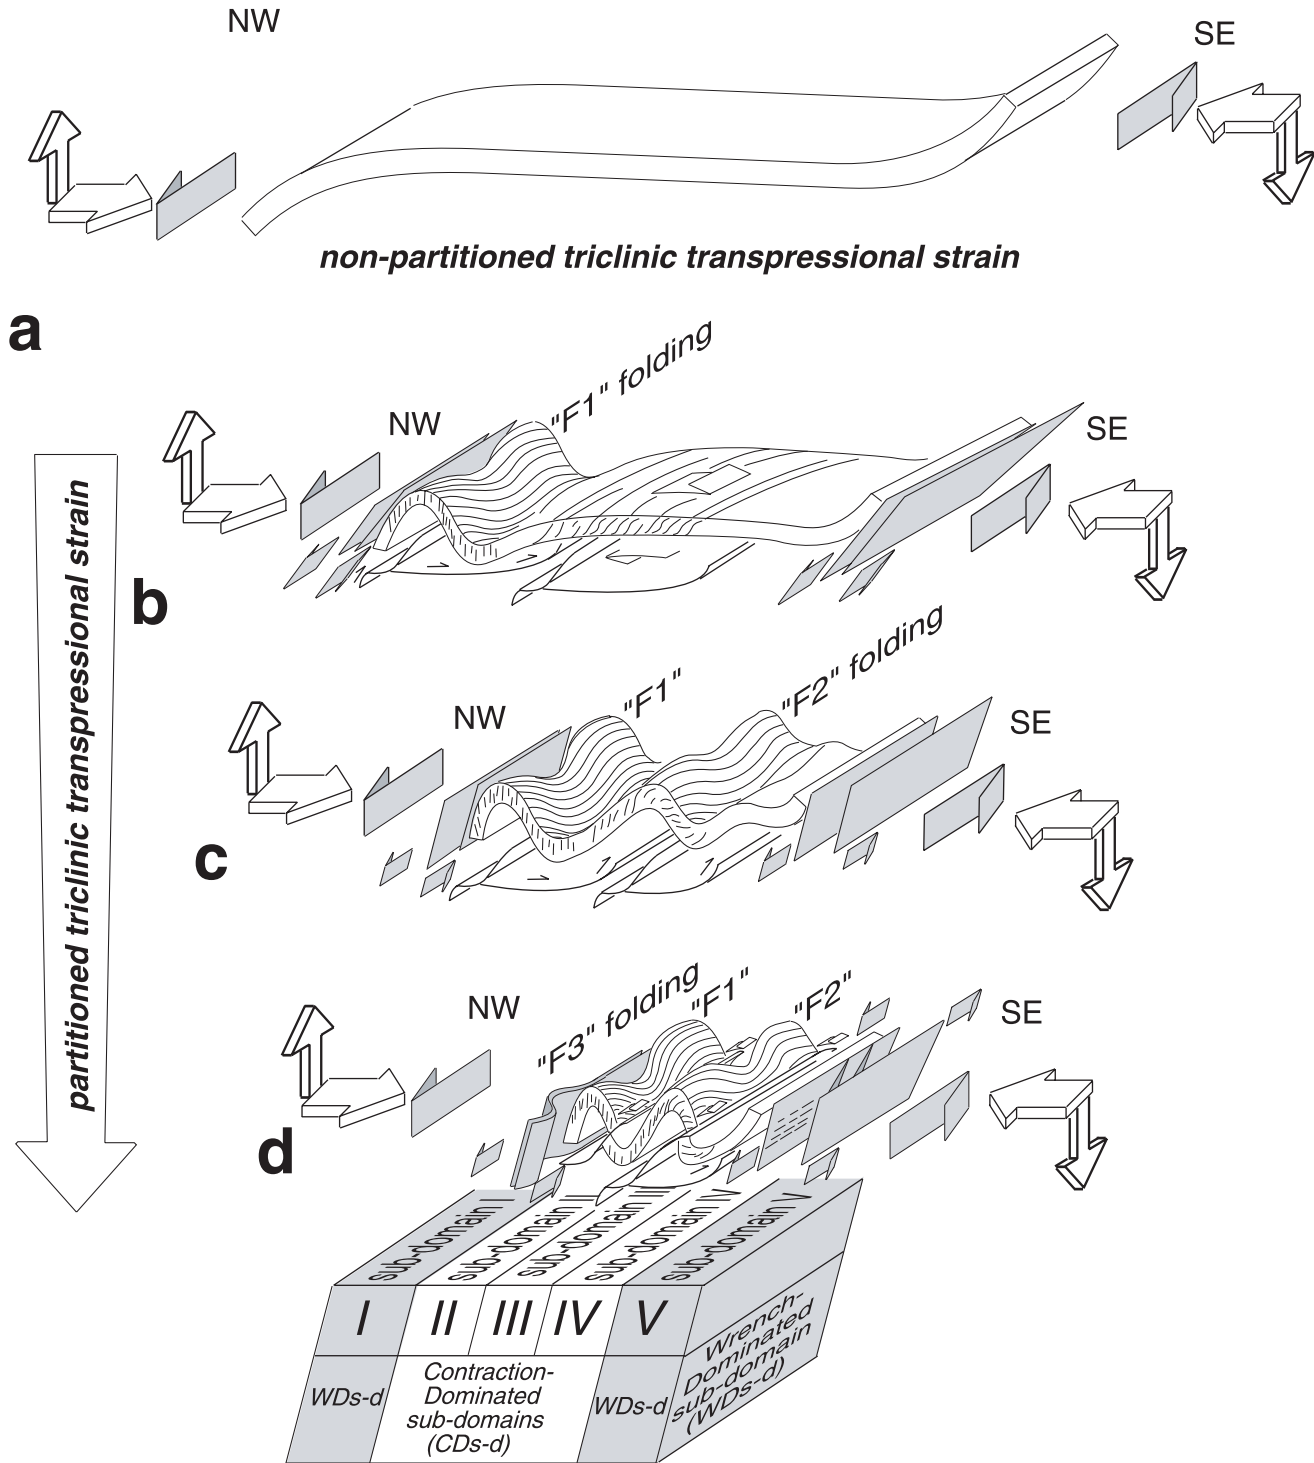 NW
SE
non-partitioned triclinic transpressional strain
a
"F1" folding
NW
SE
b
partitioned triclinic transpressional strain
"F2" folding
"F1"
NW
SE
c
"F3" folding
"F1"
"F2"
NW
SE
d
sub-domain I
sub-domain II
sub-domain III
sub-domain IV
sub-domain V
I
II
III
IV
V
WDs-d
Contraction-
Dominated
sub-domains
(CDs-d)
WDs-d
Wrench-
Dominated
sub-domain
(WDs-d)